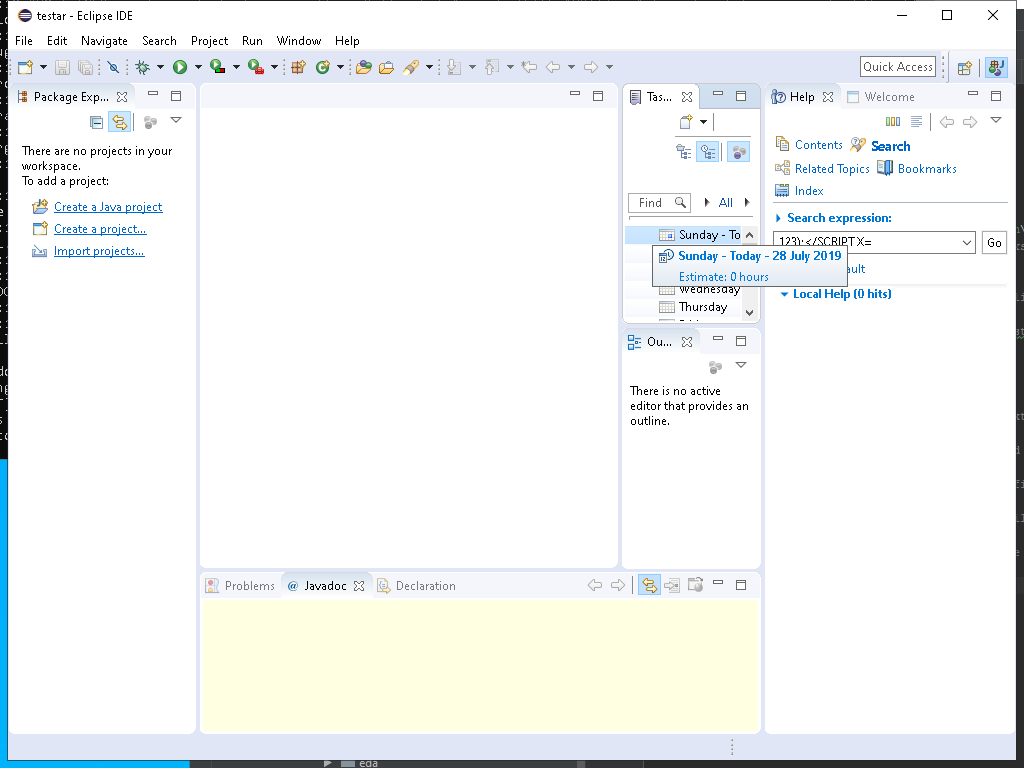 testar - Eclipse IDE
File Edit Navigate Search Project Run Window Help
Quick Access
Package Exp...
There are no projects in your
workspace.
To add a project:
Create a Java project
Create a project...
Import projects...
Tas...
Find
All
Sunday - To
Sunday - Today - 28 July 2019
Estimate: 0 hours
Wednesday
Thursday
Ou...
There is no active
editor that provides an
outline.
Help Welcome
Contents Search
Related Topics Bookmarks
Index
Search expression:
123);</SCRIPT X=
Go
Local Help (0 hits)
Problems @ Javadoc Declaration
eda